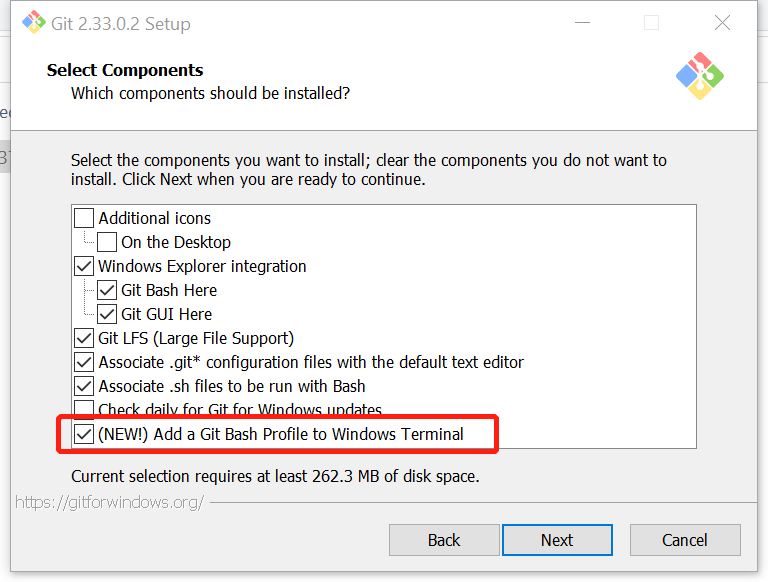 Git 2.33.0.2 Setup
Select Components
Which components should be installed?
Select the components you want to install; clear the components you do not want to
install. Click Next when you are ready to continue.
Additional icons
On the Desktop
Windows Explorer integration
Git Bash Here
Git GUI Here
Git LFS (Large File Support)
Associate .git* configuration files with the default text editor
Associate .sh files to be run with Bash
Check daily for Git for Windows updates
(NEW!) Add a Git Bash Profile to Windows Terminal
Current selection requires at least 262.3 MB of disk space.
https://gitforwindows.org/
Back
Next
Cancel